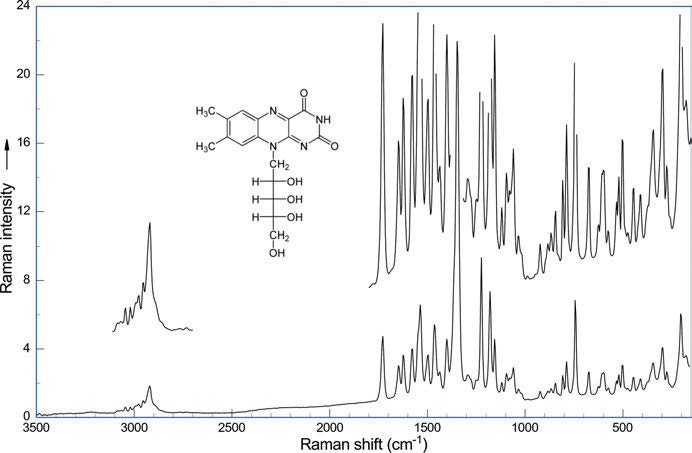 24
20
16
12
8
4
0
Raman intensity
O
H₃C
N
NH
H₃C
N
N
O
CH₂
H
OH
H
OH
H
OH
CH₂
OH
3500
3000
2500
2000
1500
1000
500
Raman shift (cm⁻¹)